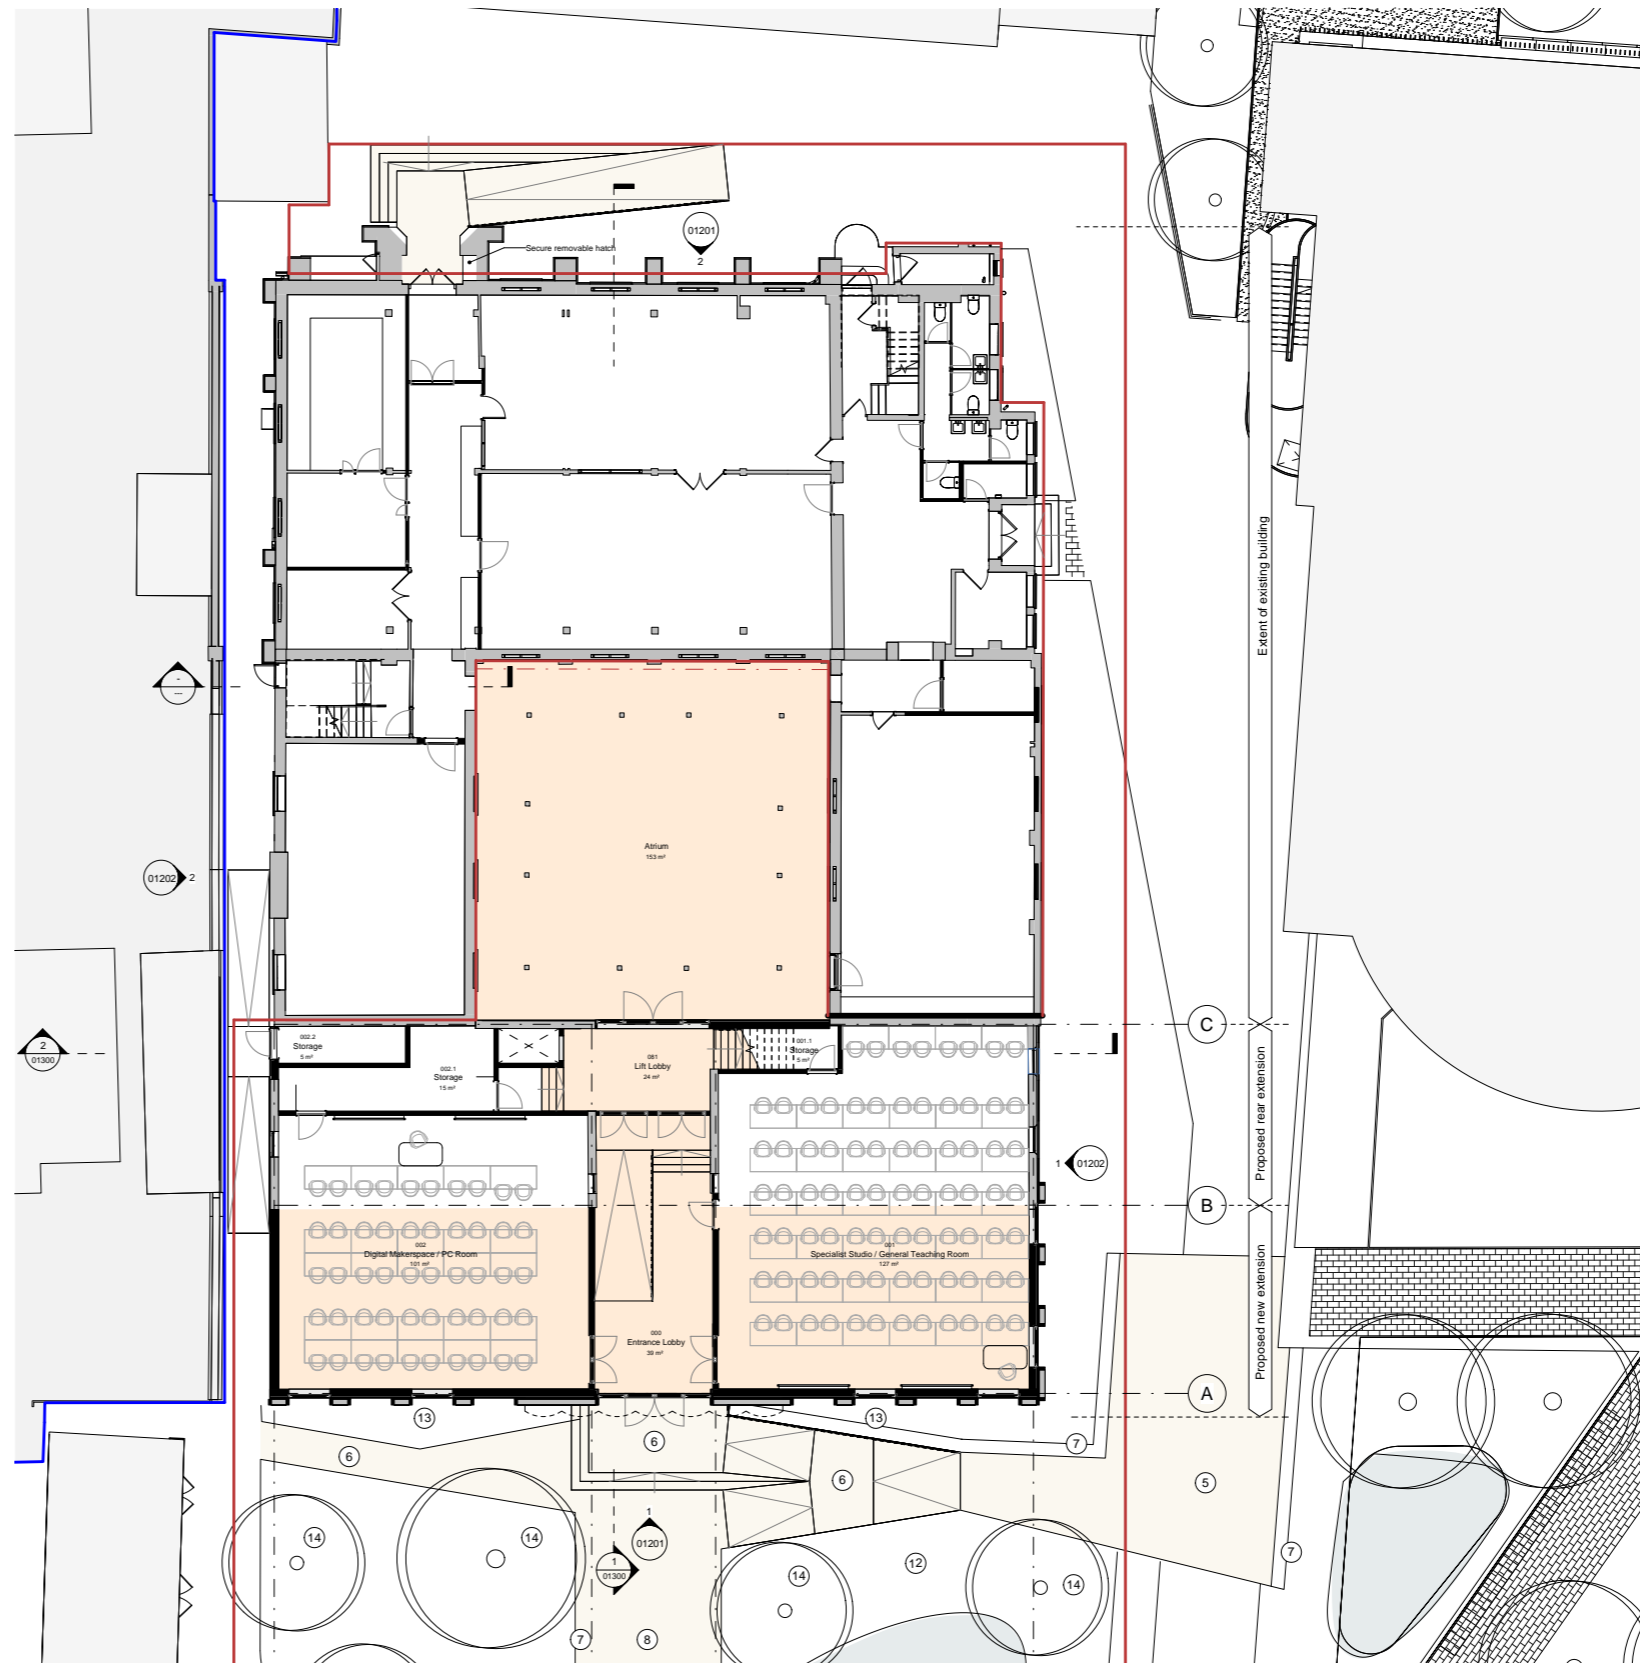 Secure removable hatch
01201
2
Extent of existing building
-
---
Atrium
153 m²
01202
2
2
01300
C
002.2
Storage
5 m²
002.1
Storage
15 m²
081
Lift Lobby
24 m²
001.1
Storage
5 m²
Proposed rear extension
1
01202
B
002
Digital Makerspace / PC Room
101 m²
001
Specialist Studio / General Teaching Room
127 m²
000
Entrance Lobby
39 m²
Proposed new extension
A
13
13
6
6
7
6
5
1
01201
14
14
1
01300
14
12
14
7
7
8